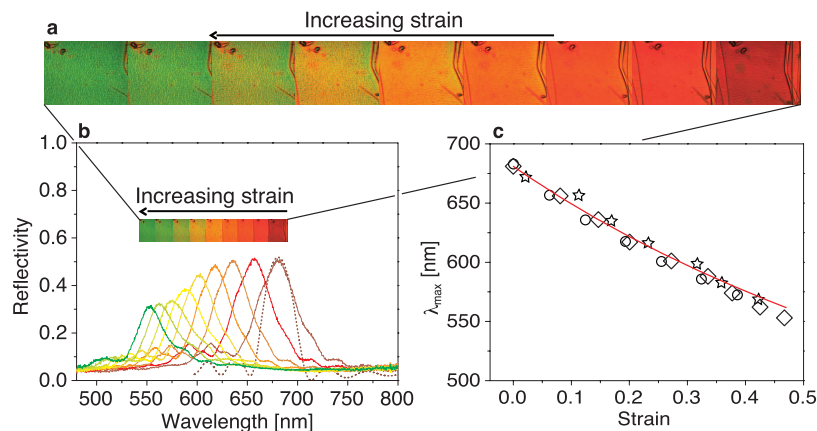 a
Increasing strain
b
1.0
0.8
0.6
0.4
0.2
0.0
Reflectivity
Increasing strain
500 550 600 650 700 750 800
Wavelength [nm]
c
700
650
600
550
500
λmax [nm]
0.0 0.1 0.2 0.3 0.4 0.5
Strain